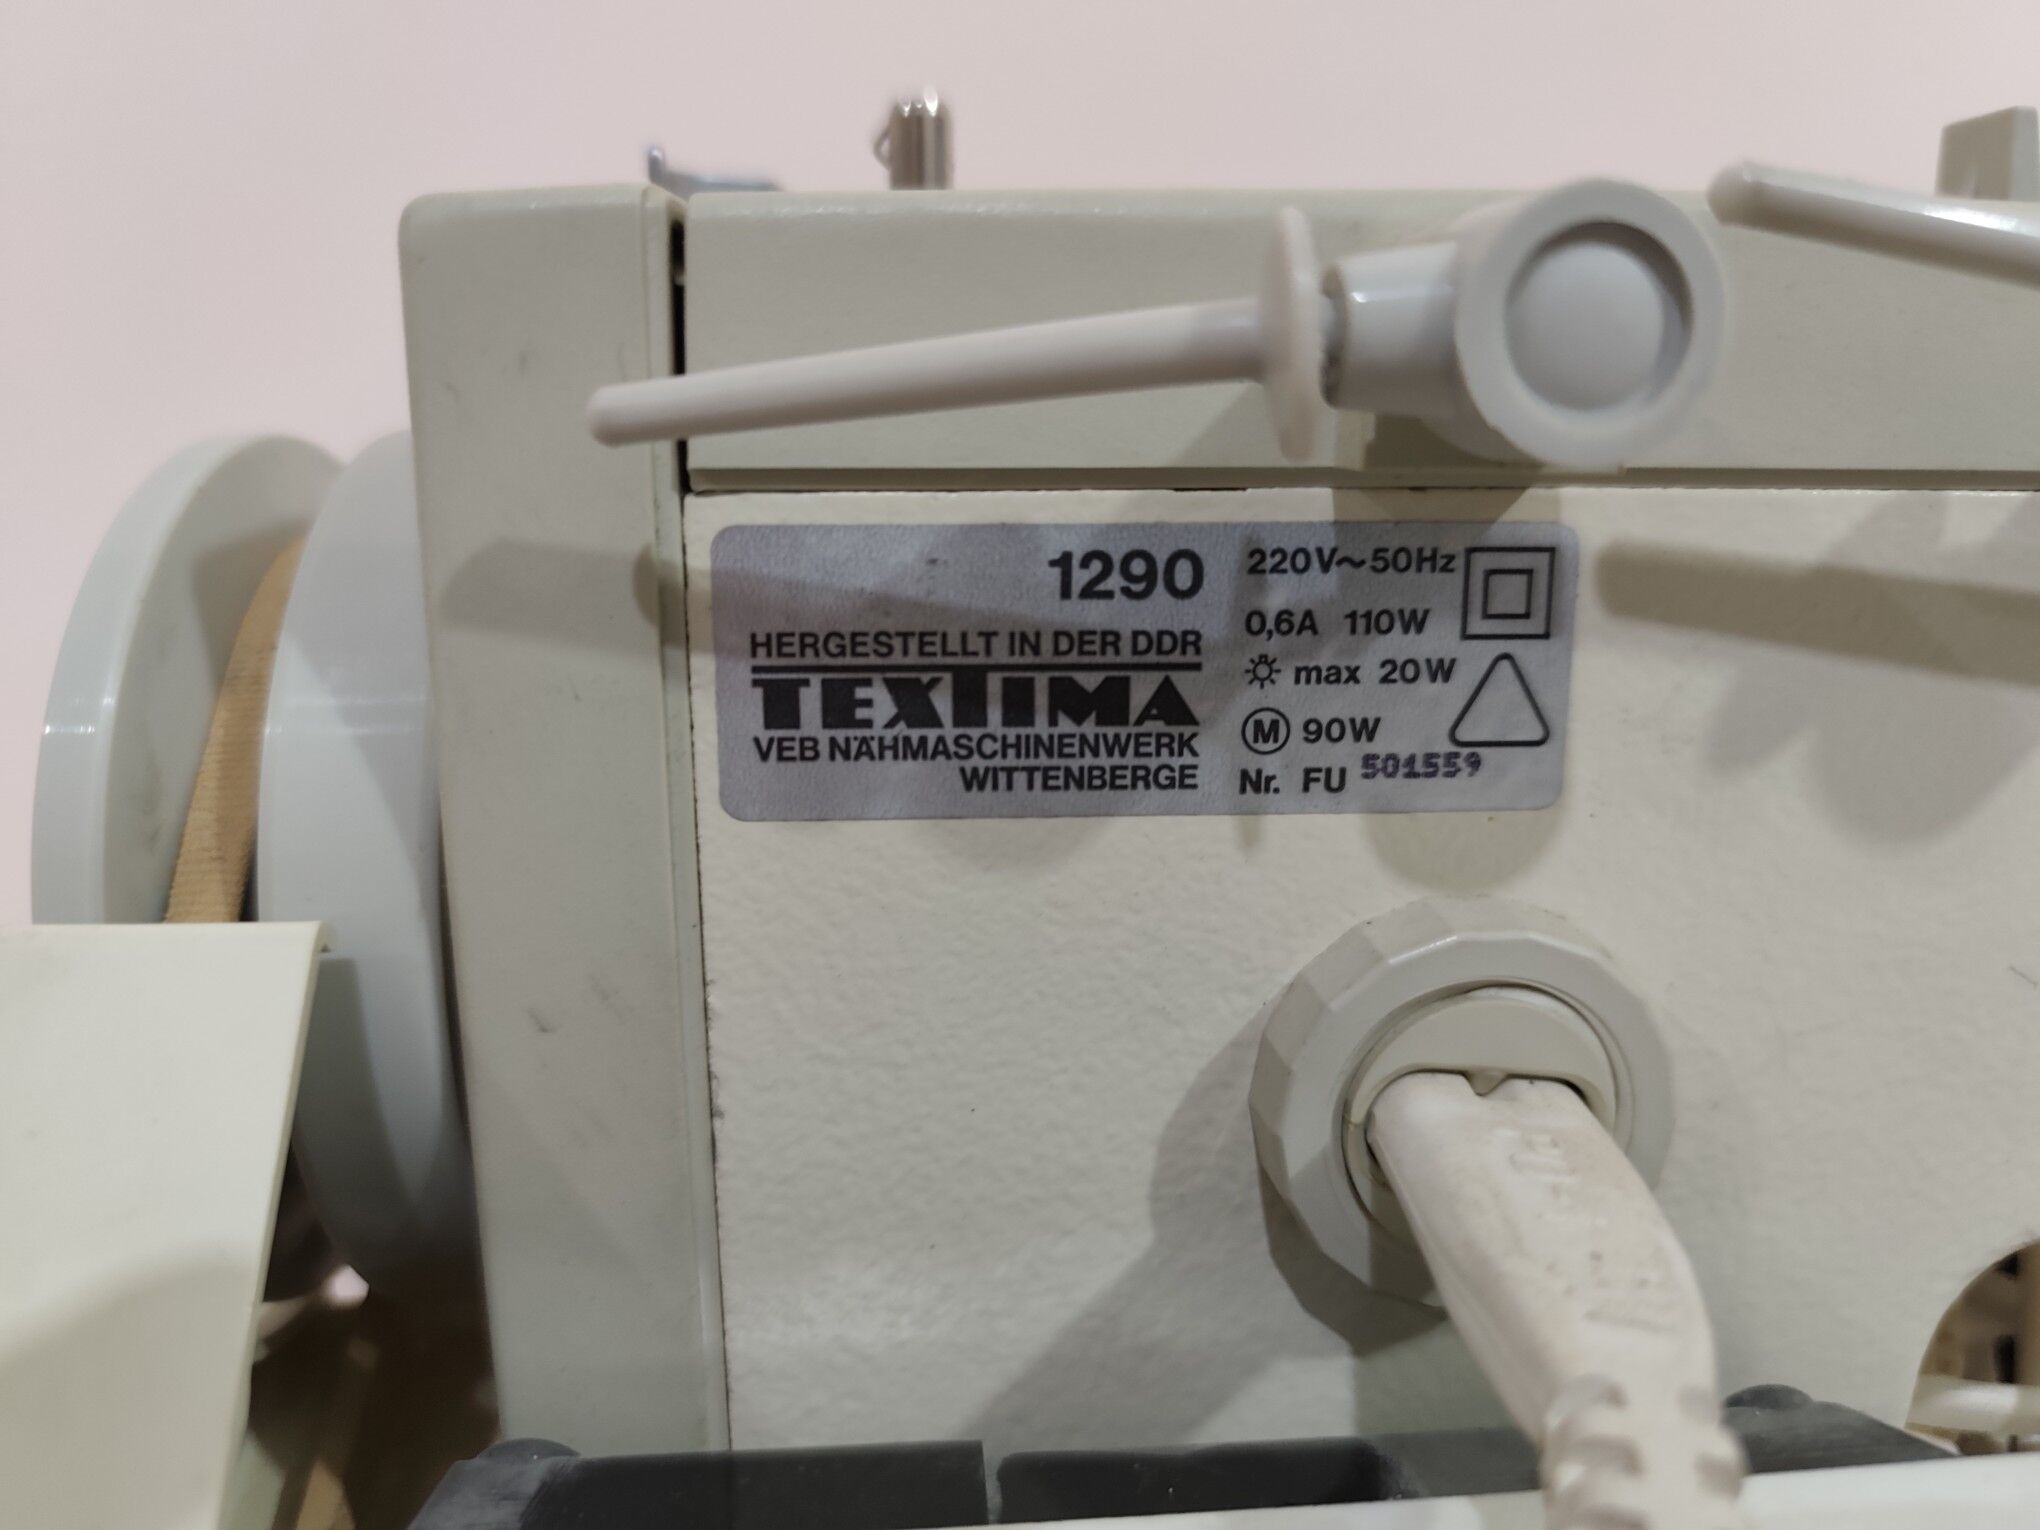 1290
HERGESTELLT IN DER DDR
TEXTIMA
VEB NÄHMASCHINENWERK
WITTENBERGE
220V~50Hz
0,6A 110W
max 20W
M 90W
Nr. FU 501559